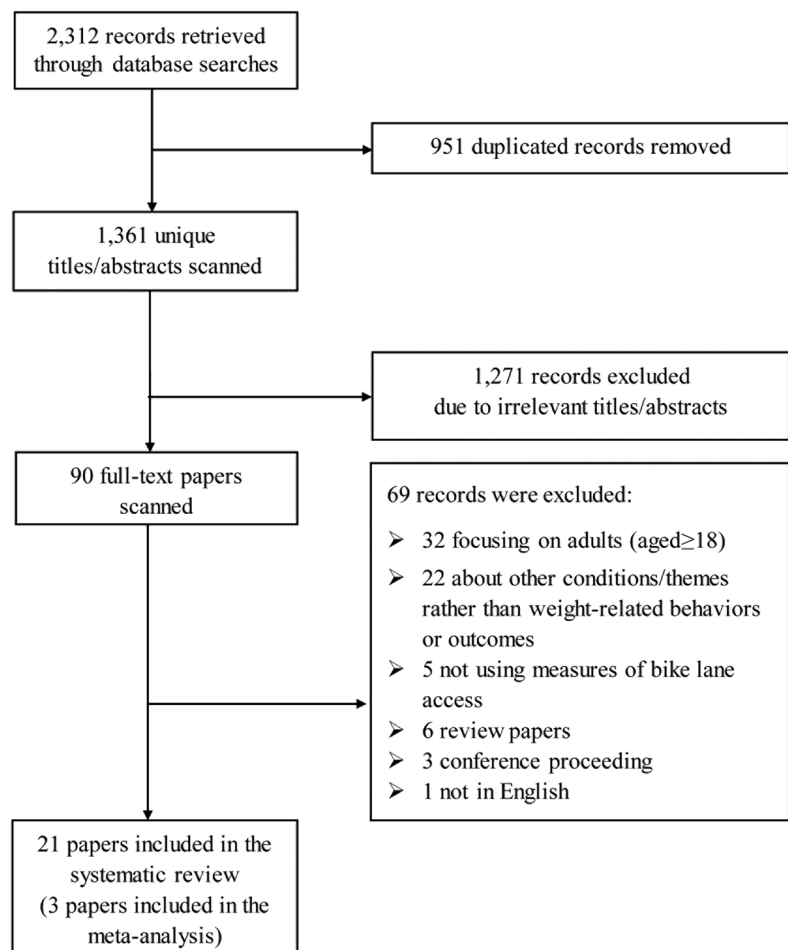 2,312 records retrieved
through database searches
951 duplicated records removed
1,361 unique
titles/abstracts scanned
1,271 records excluded
due to irrelevant titles/abstracts
90 full-text papers
scanned
69 records were excluded:
➢ 32 focusing on adults (aged≥18)
➢ 22 about other conditions/themes
rather than weight-related behaviors
or outcomes
➢ 5 not using measures of bike lane
access
➢ 6 review papers
➢ 3 conference proceeding
➢ 1 not in English
21 papers included in the
systematic review
(3 papers included in the
meta-analysis)